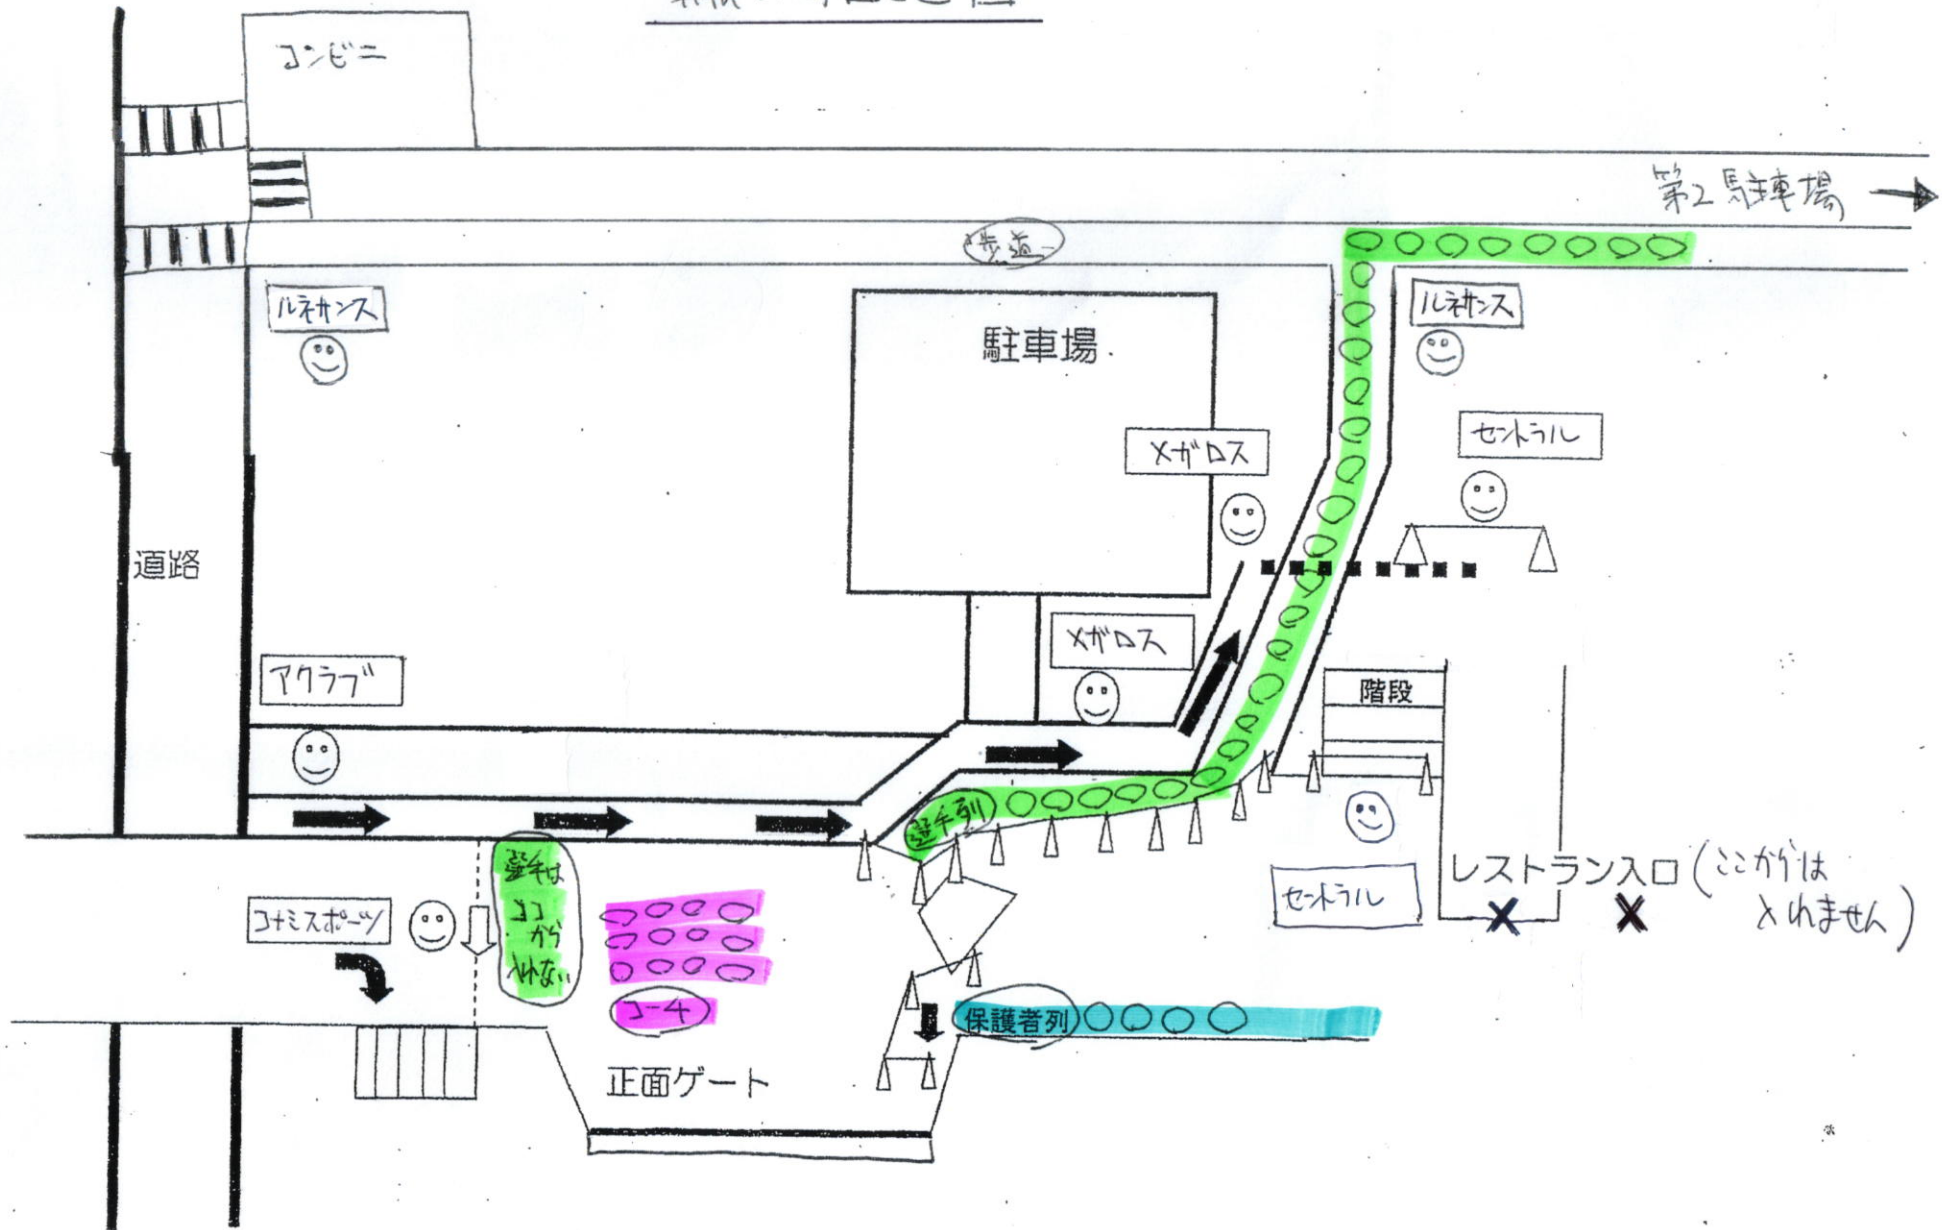 コンビニ
第2駐車場
歩道
ルネサンス
ルネサンス
駐車場
メガロス
セントラル
道路
メガロス
アクラブ
階段
選手列
選手は
ココ
から
入れない
コナミスポーツ
コーチ
セントラル
レストラン入口(ここからは
入れません)
保護者列
正面ゲート